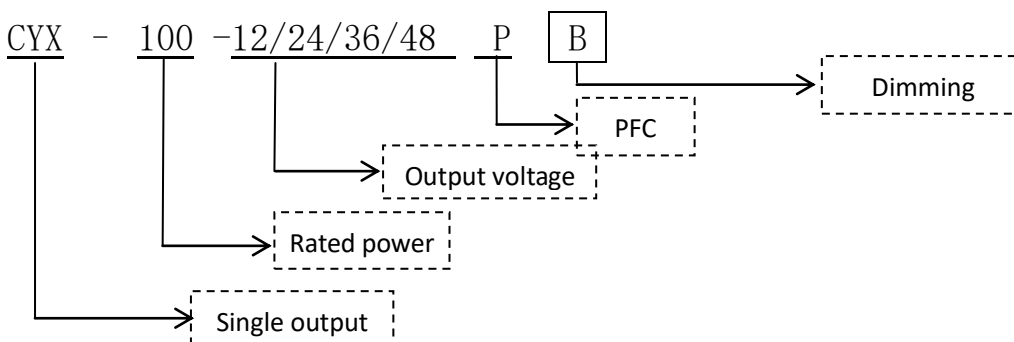 CYX - 100 -12/24/36/48 P B
Dimming
PFC
Output voltage
Rated power
Single output